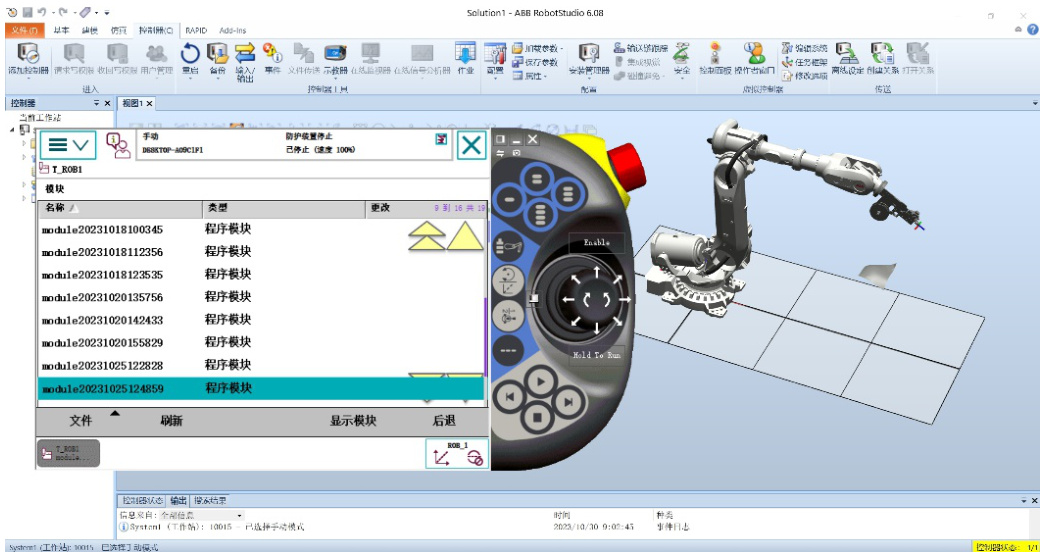 Solution1 - ABB RobotStudio 6.08
文件(F) 基本 建模 仿真 控制器(C) RAPID Add-Ins
添加控制器 请求写权限 收回写权限 用户管理 重启 备份 输入/输出 事件 文件传送 示教器 在线监视器 在线信号分析器 作业 配置 加载参数 保存参数 属性 安装管理器 输送链跟踪 集成视觉 碰撞避免 安全 控制面板 操作者窗口 编辑系统 任务框架 修改选项 离线设定 创建关系 打开关系
进入 控制器工具 配置 虚拟控制器 传送
控制器 视图1
当前工作站
手动 防护装置停止
DESKTOP-A09C1F1 已停止 (速度 100%)
T_ROB1
模块
名称 类型 更改 9 到 16 共 19
module20231018100345 程序模块
module20231018112356 程序模块
module20231018123535 程序模块
module20231020135756 程序模块
module20231020142433 程序模块
module20231020155829 程序模块
module20231025122828 程序模块
module20231025124859 程序模块
文件 刷新 显示模块 后退
T_ROB1
module...
ROB_1
Enable
Hold To Run
控制器状态 输出 搜索结果
信息来自: 全部信息 时间 种类
System1 (工作站): 10015 - 已选择手动模式 2023/10/30 9:02:45 事件日志
System1 (工作站): 10015 - 已选择手动模式 控制器状态: 1/1